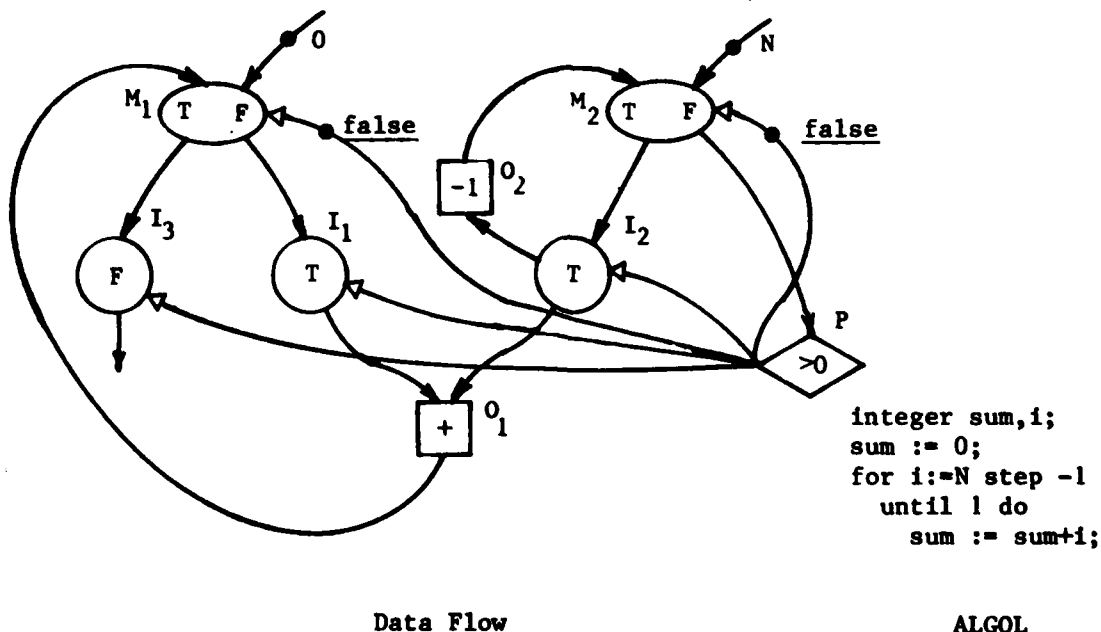 0
N
M1 T F
false
M2 T F
false
-1 O2
I3
I1
I2
F
T
T
P
>0
+ O1
integer sum,i;
sum := 0;
for i:=N step -1
until 1 do
sum := sum+i;
Data Flow
ALGOL